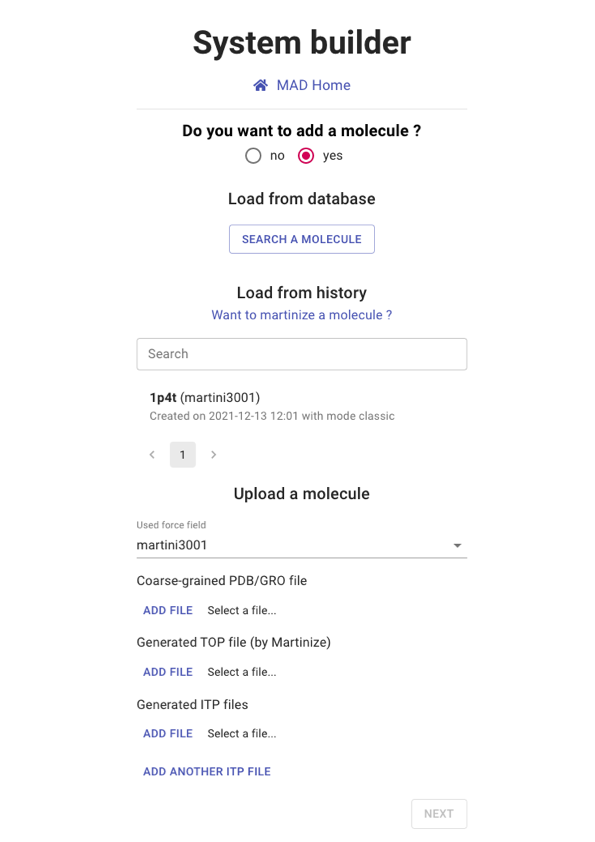 System builder
MAD Home
Do you want to add a molecule ?
no yes
Load from database
SEARCH A MOLECULE
Load from history
Want to martinize a molecule ?
Search
1p4t (martini3001)
Created on 2021-12-13 12:01 with mode classic
1
Upload a molecule
Used force field
martini3001
Coarse-grained PDB/GRO file
ADD FILE Select a file...
Generated TOP file (by Martinize)
ADD FILE Select a file...
Generated ITP files
ADD FILE Select a file...
ADD ANOTHER ITP FILE
NEXT